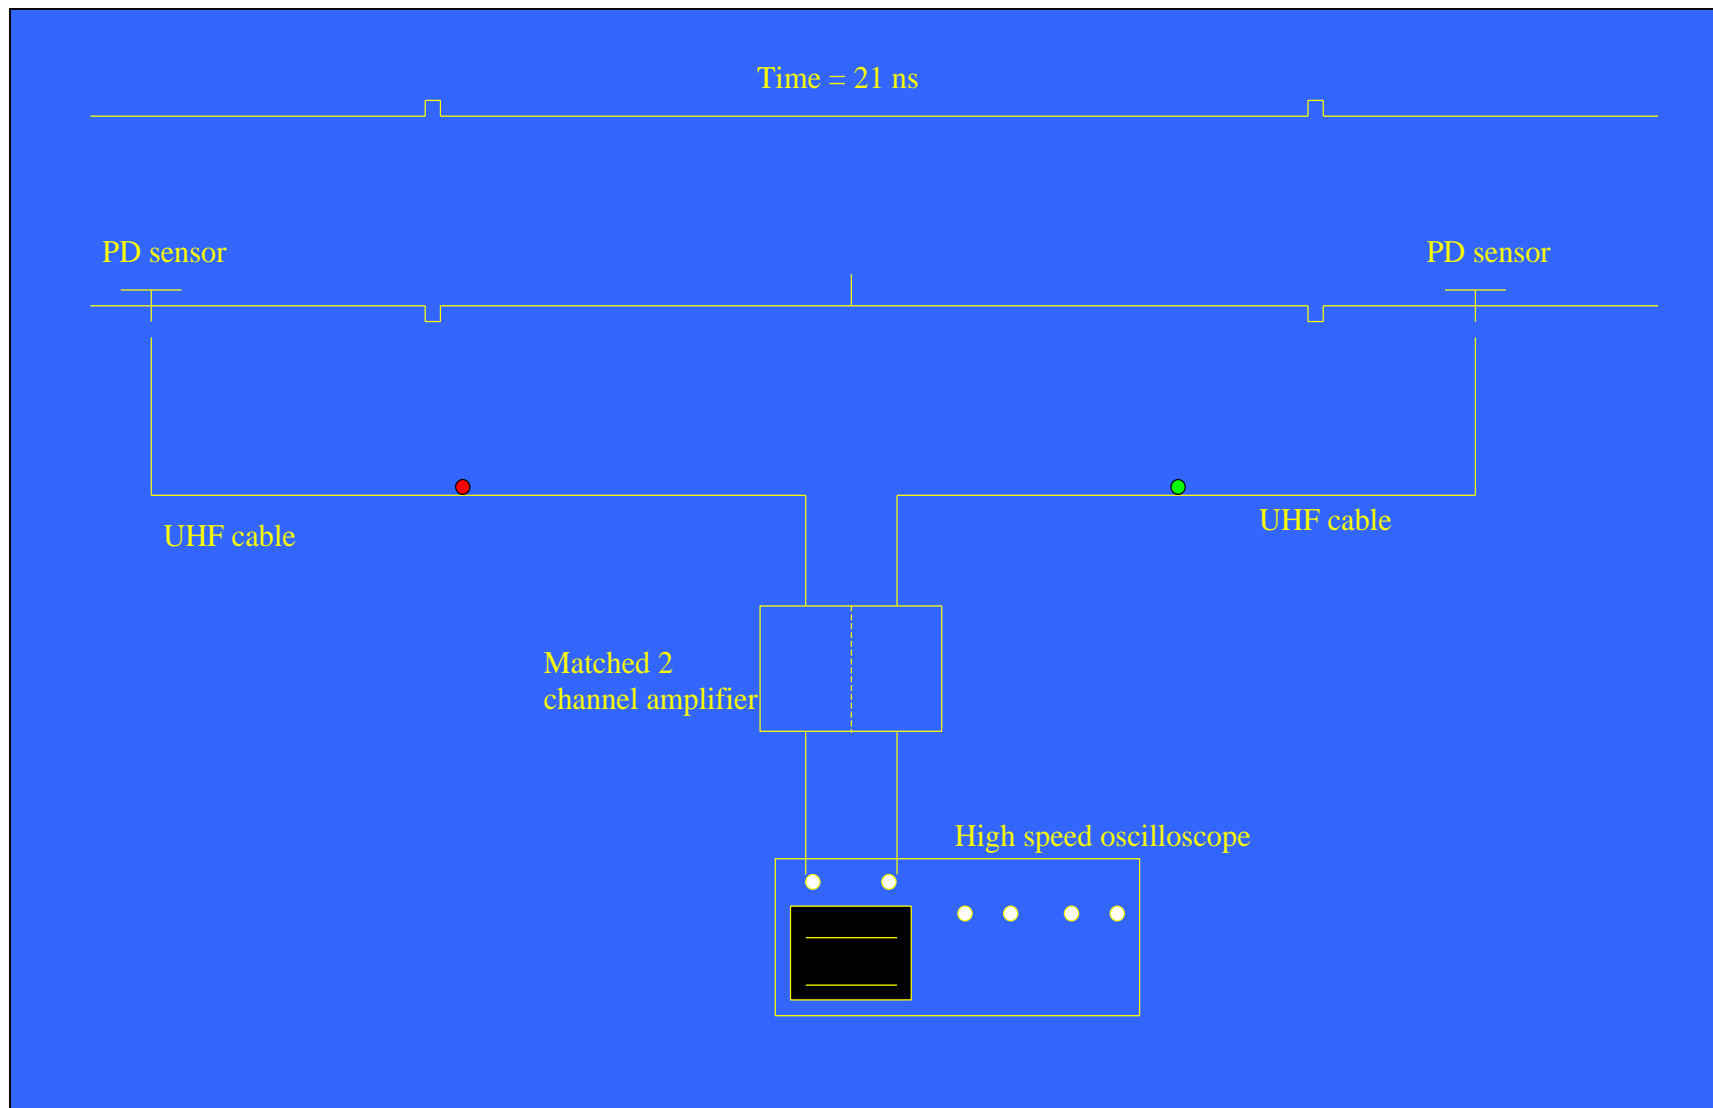 Time = 21 ns
PD sensor
PD sensor
UHF cable
UHF cable
Matched 2
channel amplifier
High speed oscilloscope